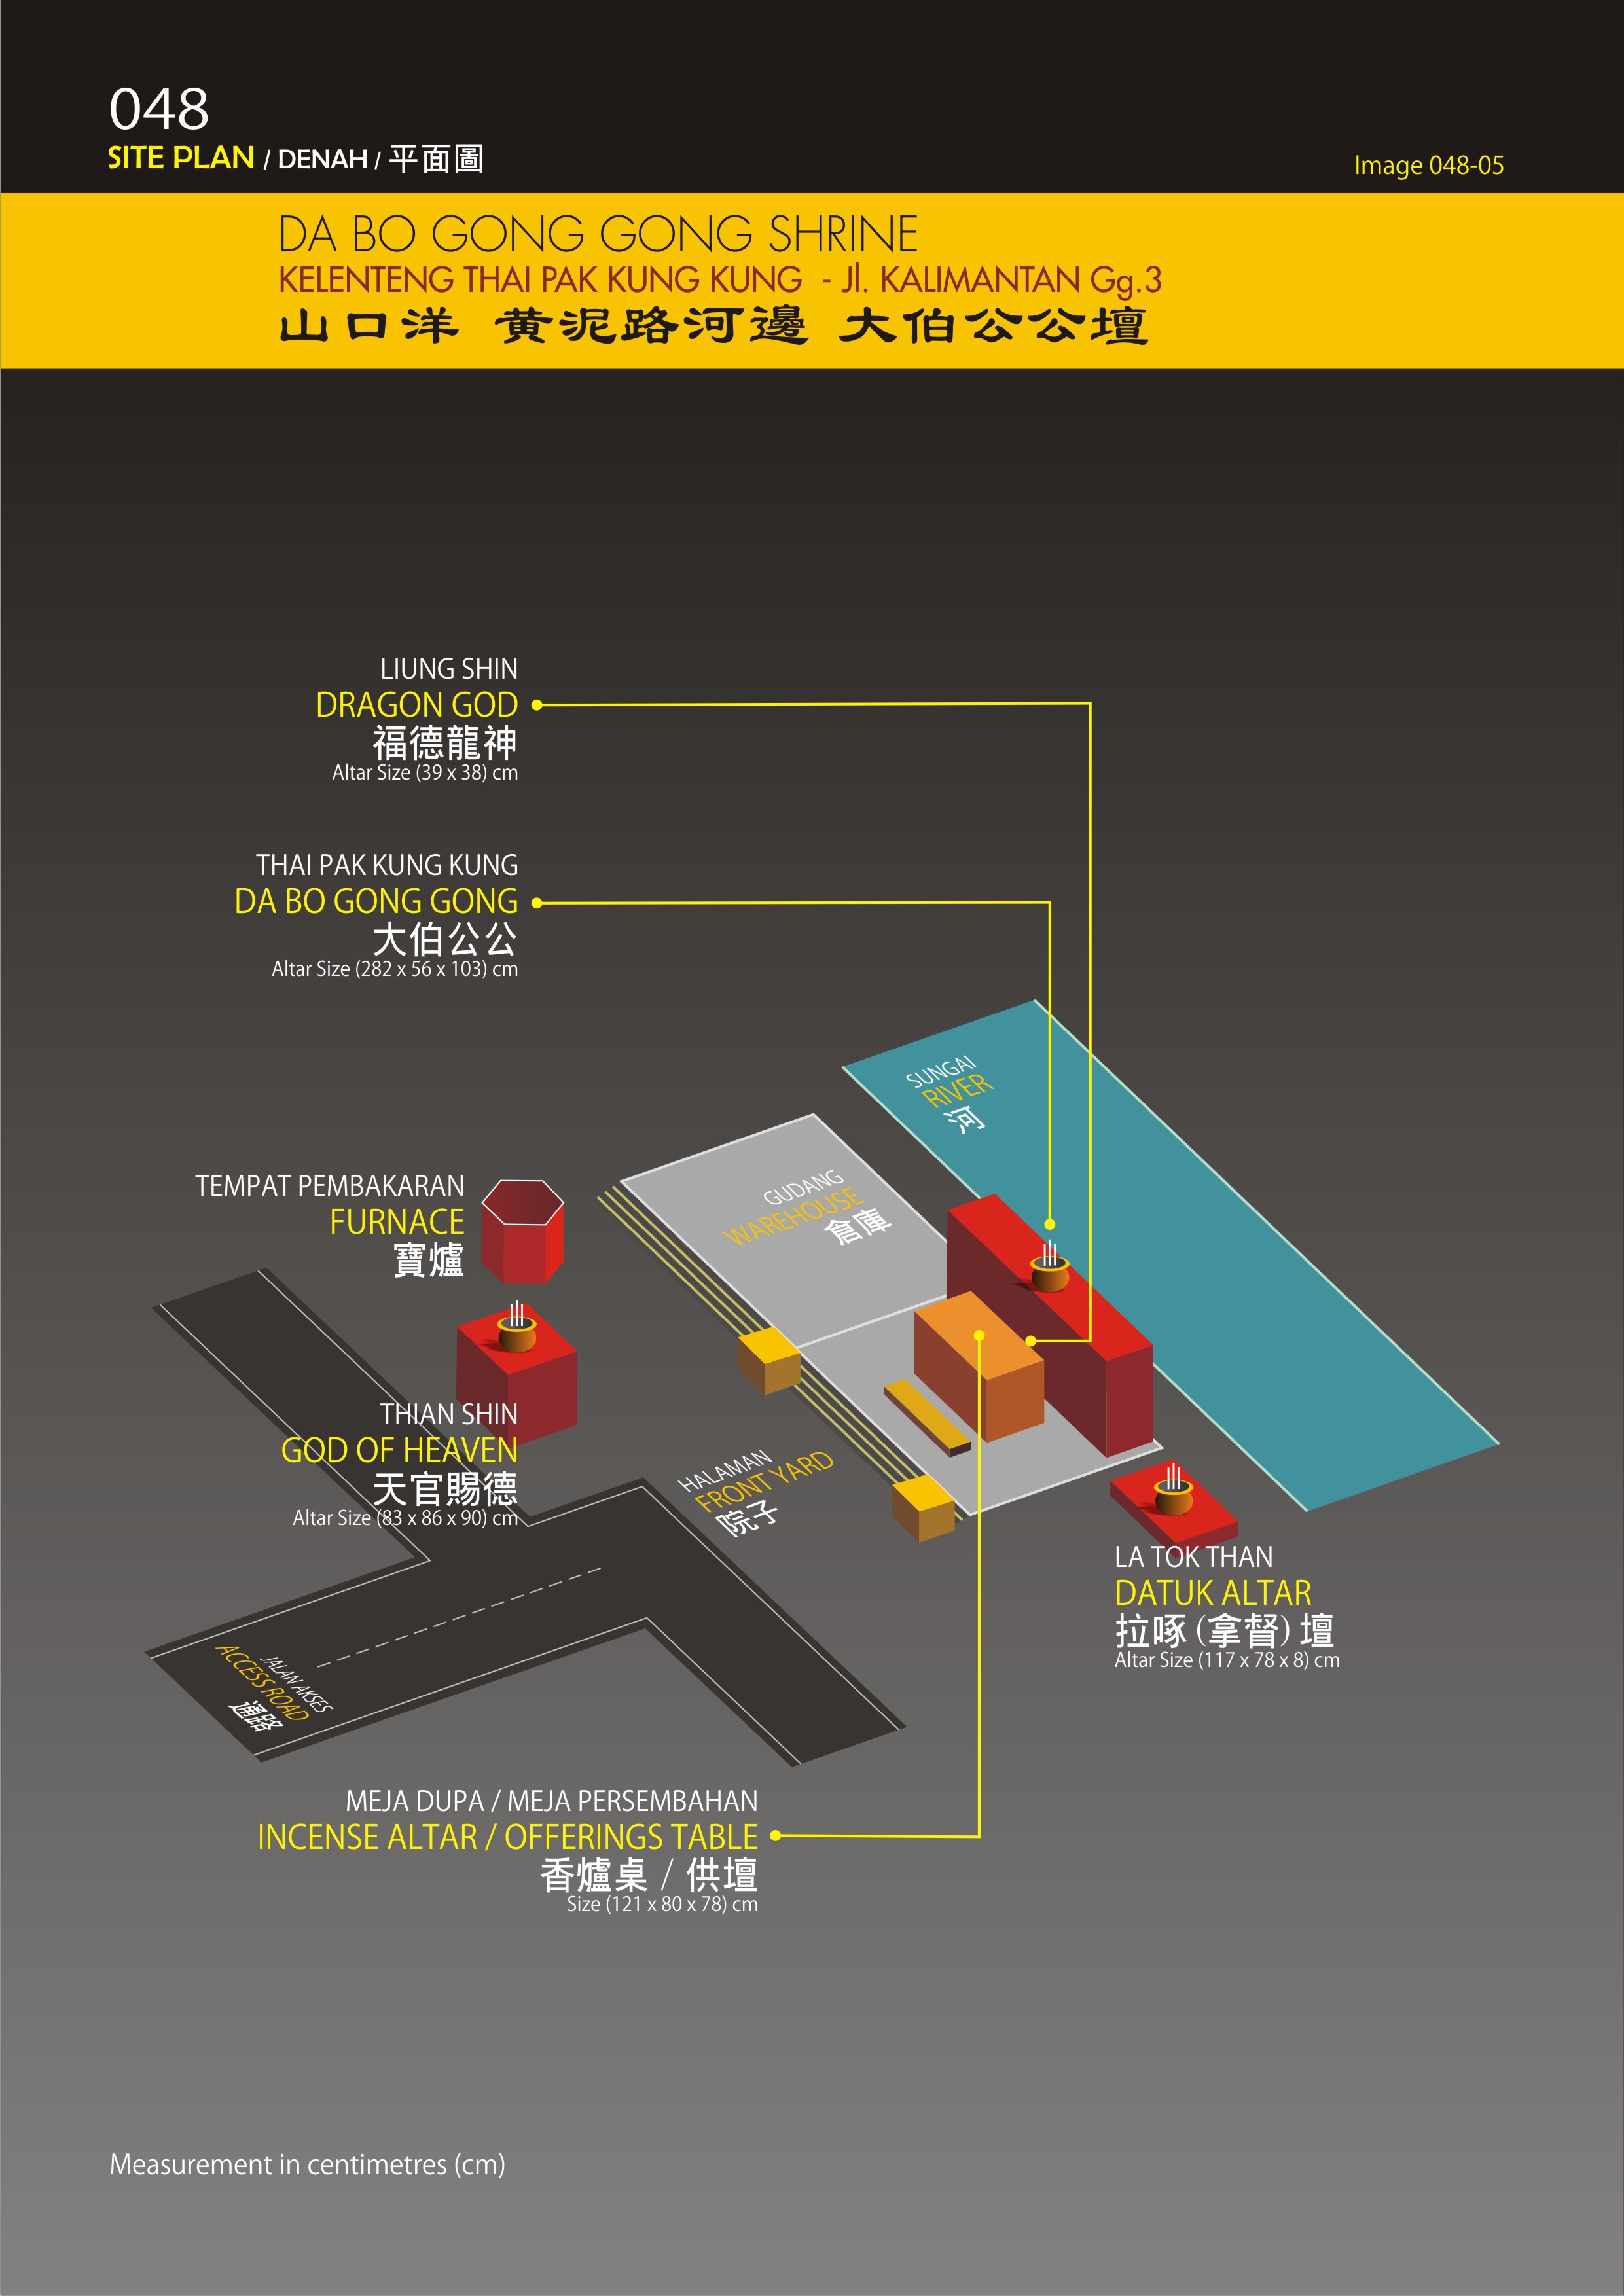 048
SITE PLAN / DENAH / 平面圖
Image 048-05
DA BO GONG GONG SHRINE
KELENTENG THAI PAK KUNG KUNG - Jl. KALIMANTAN Gg.3
山口洋 黄泥路河邊 大伯公公壇
LIUNG SHIN
DRAGON GOD
福德龍神
Altar Size (39 x 38) cm
THAI PAK KUNG KUNG
DA BO GONG GONG
大伯公公
Altar Size (282 x 56 x 103) cm
SUNGAI
RIVER
河
GUDANG
WAREHOUSE
倉庫
TEMPAT PEMBAKARAN
FURNACE
寶爐
THIAN SHIN
GOD OF HEAVEN
天官賜德
Altar Size (83 x 86 x 90) cm
HALAMAN
FRONT YARD
院子
LA TOK THAN
DATUK ALTAR
拉啄(拿督)壇
Altar Size (117 x 78 x 8) cm
JALAN AKSES
ACCESS ROAD
通路
MEJA DUPA / MEJA PERSEMBAHAN
INCENSE ALTAR / OFFERINGS TABLE
香爐桌 / 供壇
Size (121 x 80 x 78) cm
Measurement in centimetres (cm)